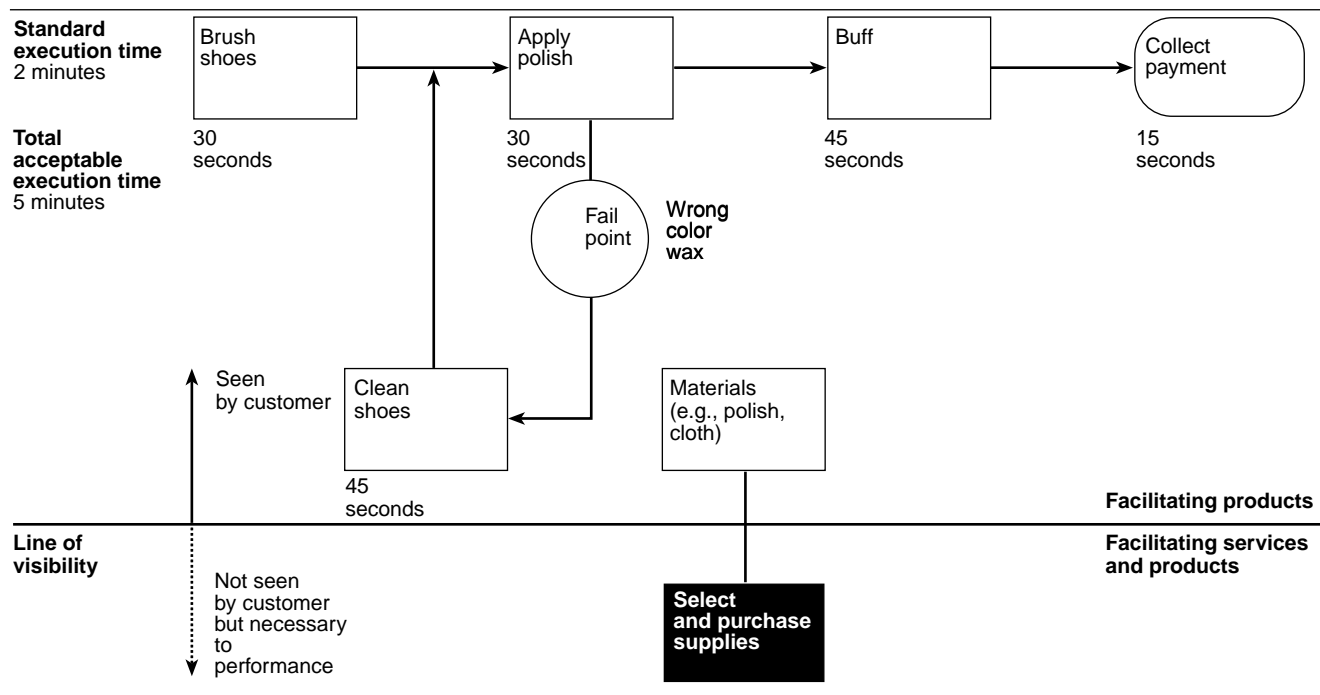 Standard
execution time
2 minutes
Brush
shoes
Apply
polish
Buff
Collect
payment
Total
acceptable
execution time
5 minutes
30
seconds
30
seconds
45
seconds
15
seconds
Fail
point
Wrong
color
wax
Seen
by customer
Clean
shoes
Materials
(e.g., polish,
cloth)
45
seconds
Facilitating products
Line of
visibility
Facilitating services
and products
Not seen
by customer
but necessary
to
performance
Select
and purchase
supplies